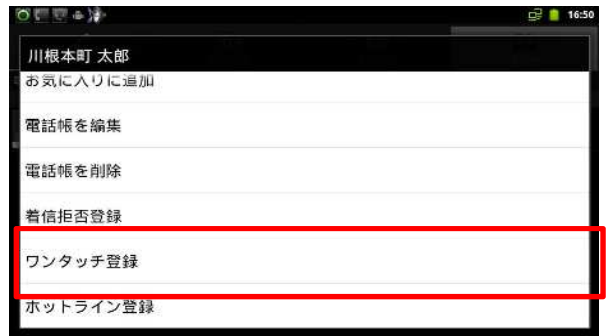 16:50
川根本町 太郎
お気に入りに追加
電話帳を編集
電話帳を削除
着信拒否登録
ワンタッチ登録
ホットライン登録